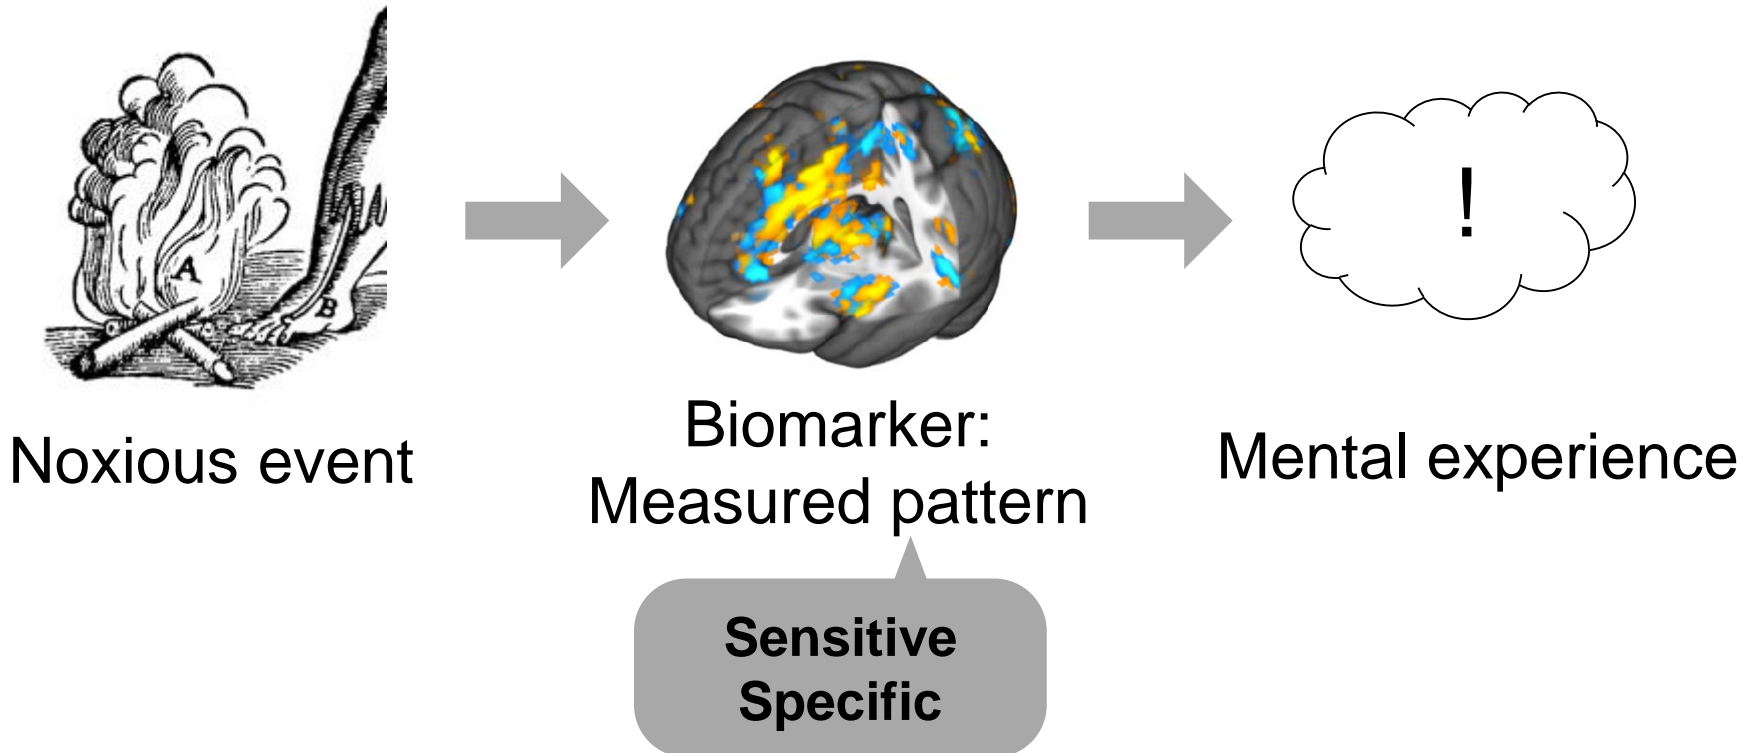 A
B
!
Noxious event
Biomarker:
Measured pattern
Mental experience
Sensitive
Specific